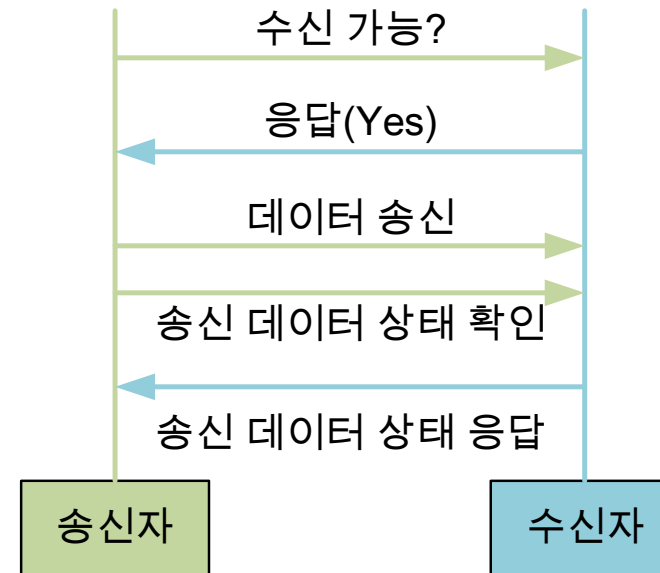 수신 가능?
응답(Yes)
데이터 송신
송신 데이터 상태 확인
송신 데이터 상태 응답
송신자
수신자